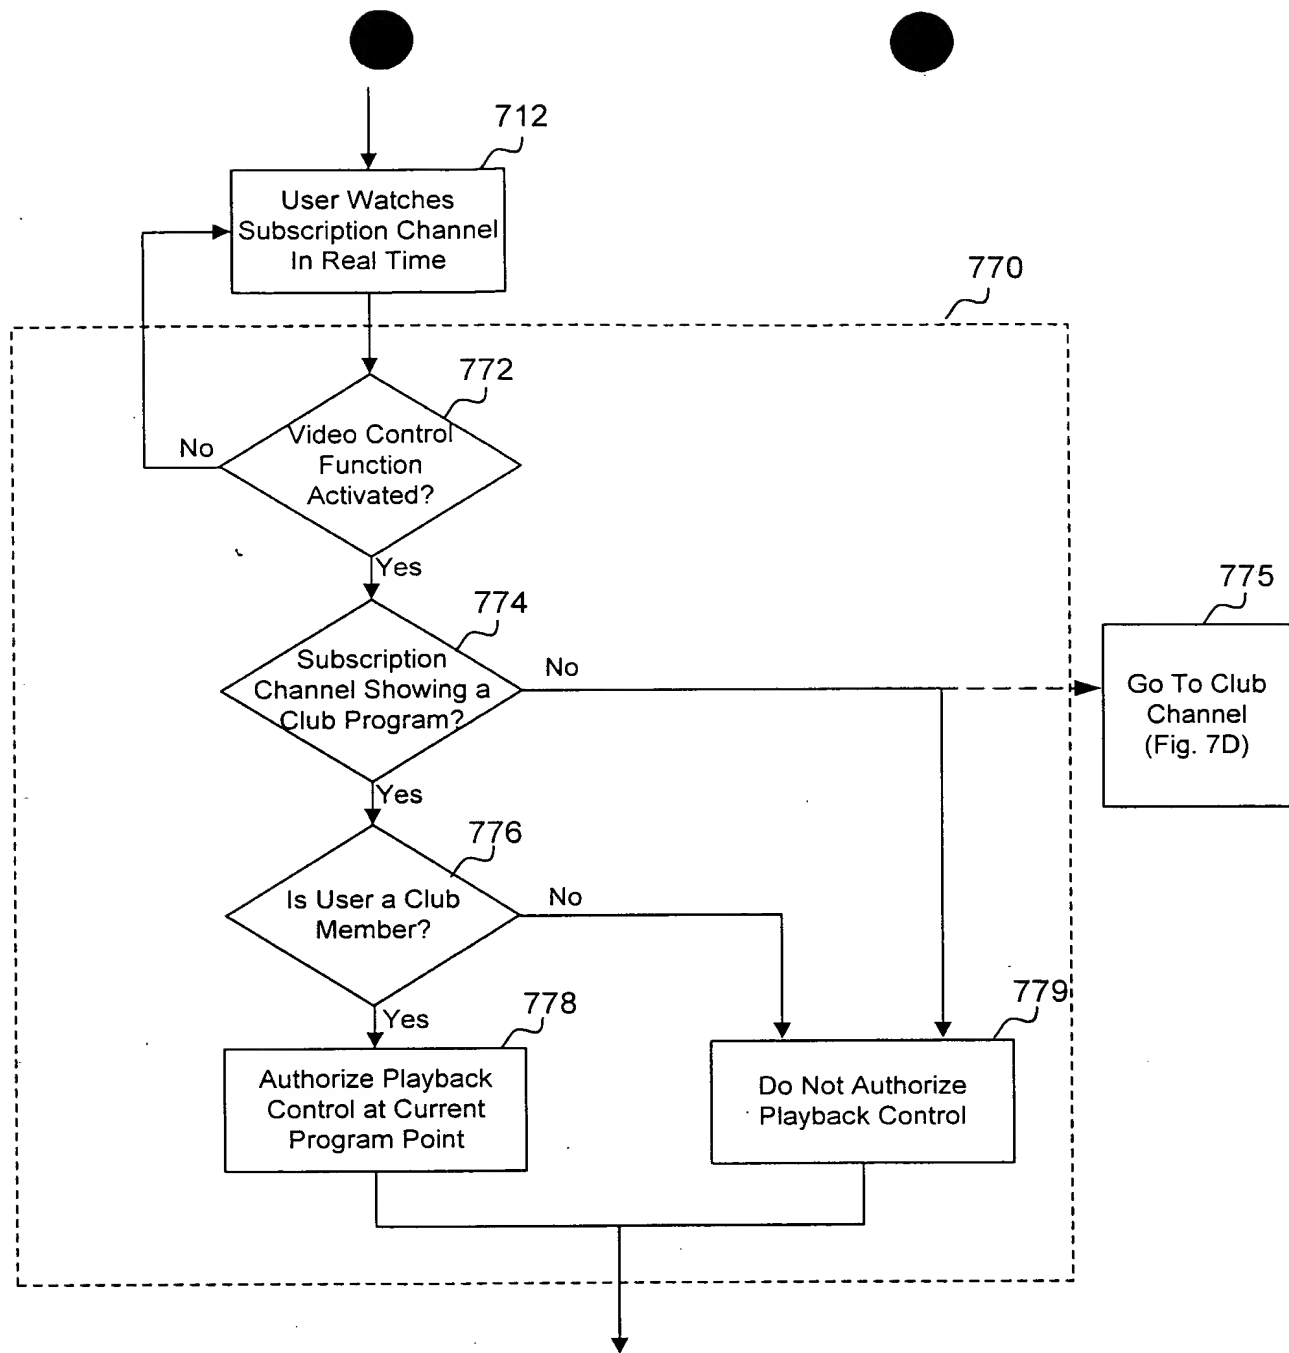 712
User Watches
Subscription Channel
In Real Time
770
772
Video Control
Function
Activated?
No
Yes
774
Subscription
Channel Showing a
Club Program?
No
775
Go To Club
Channel
(Fig. 7D)
Yes
776
Is User a Club
Member?
No
Yes
778
Authorize Playback
Control at Current
Program Point
779
Do Not Authorize
Playback Control